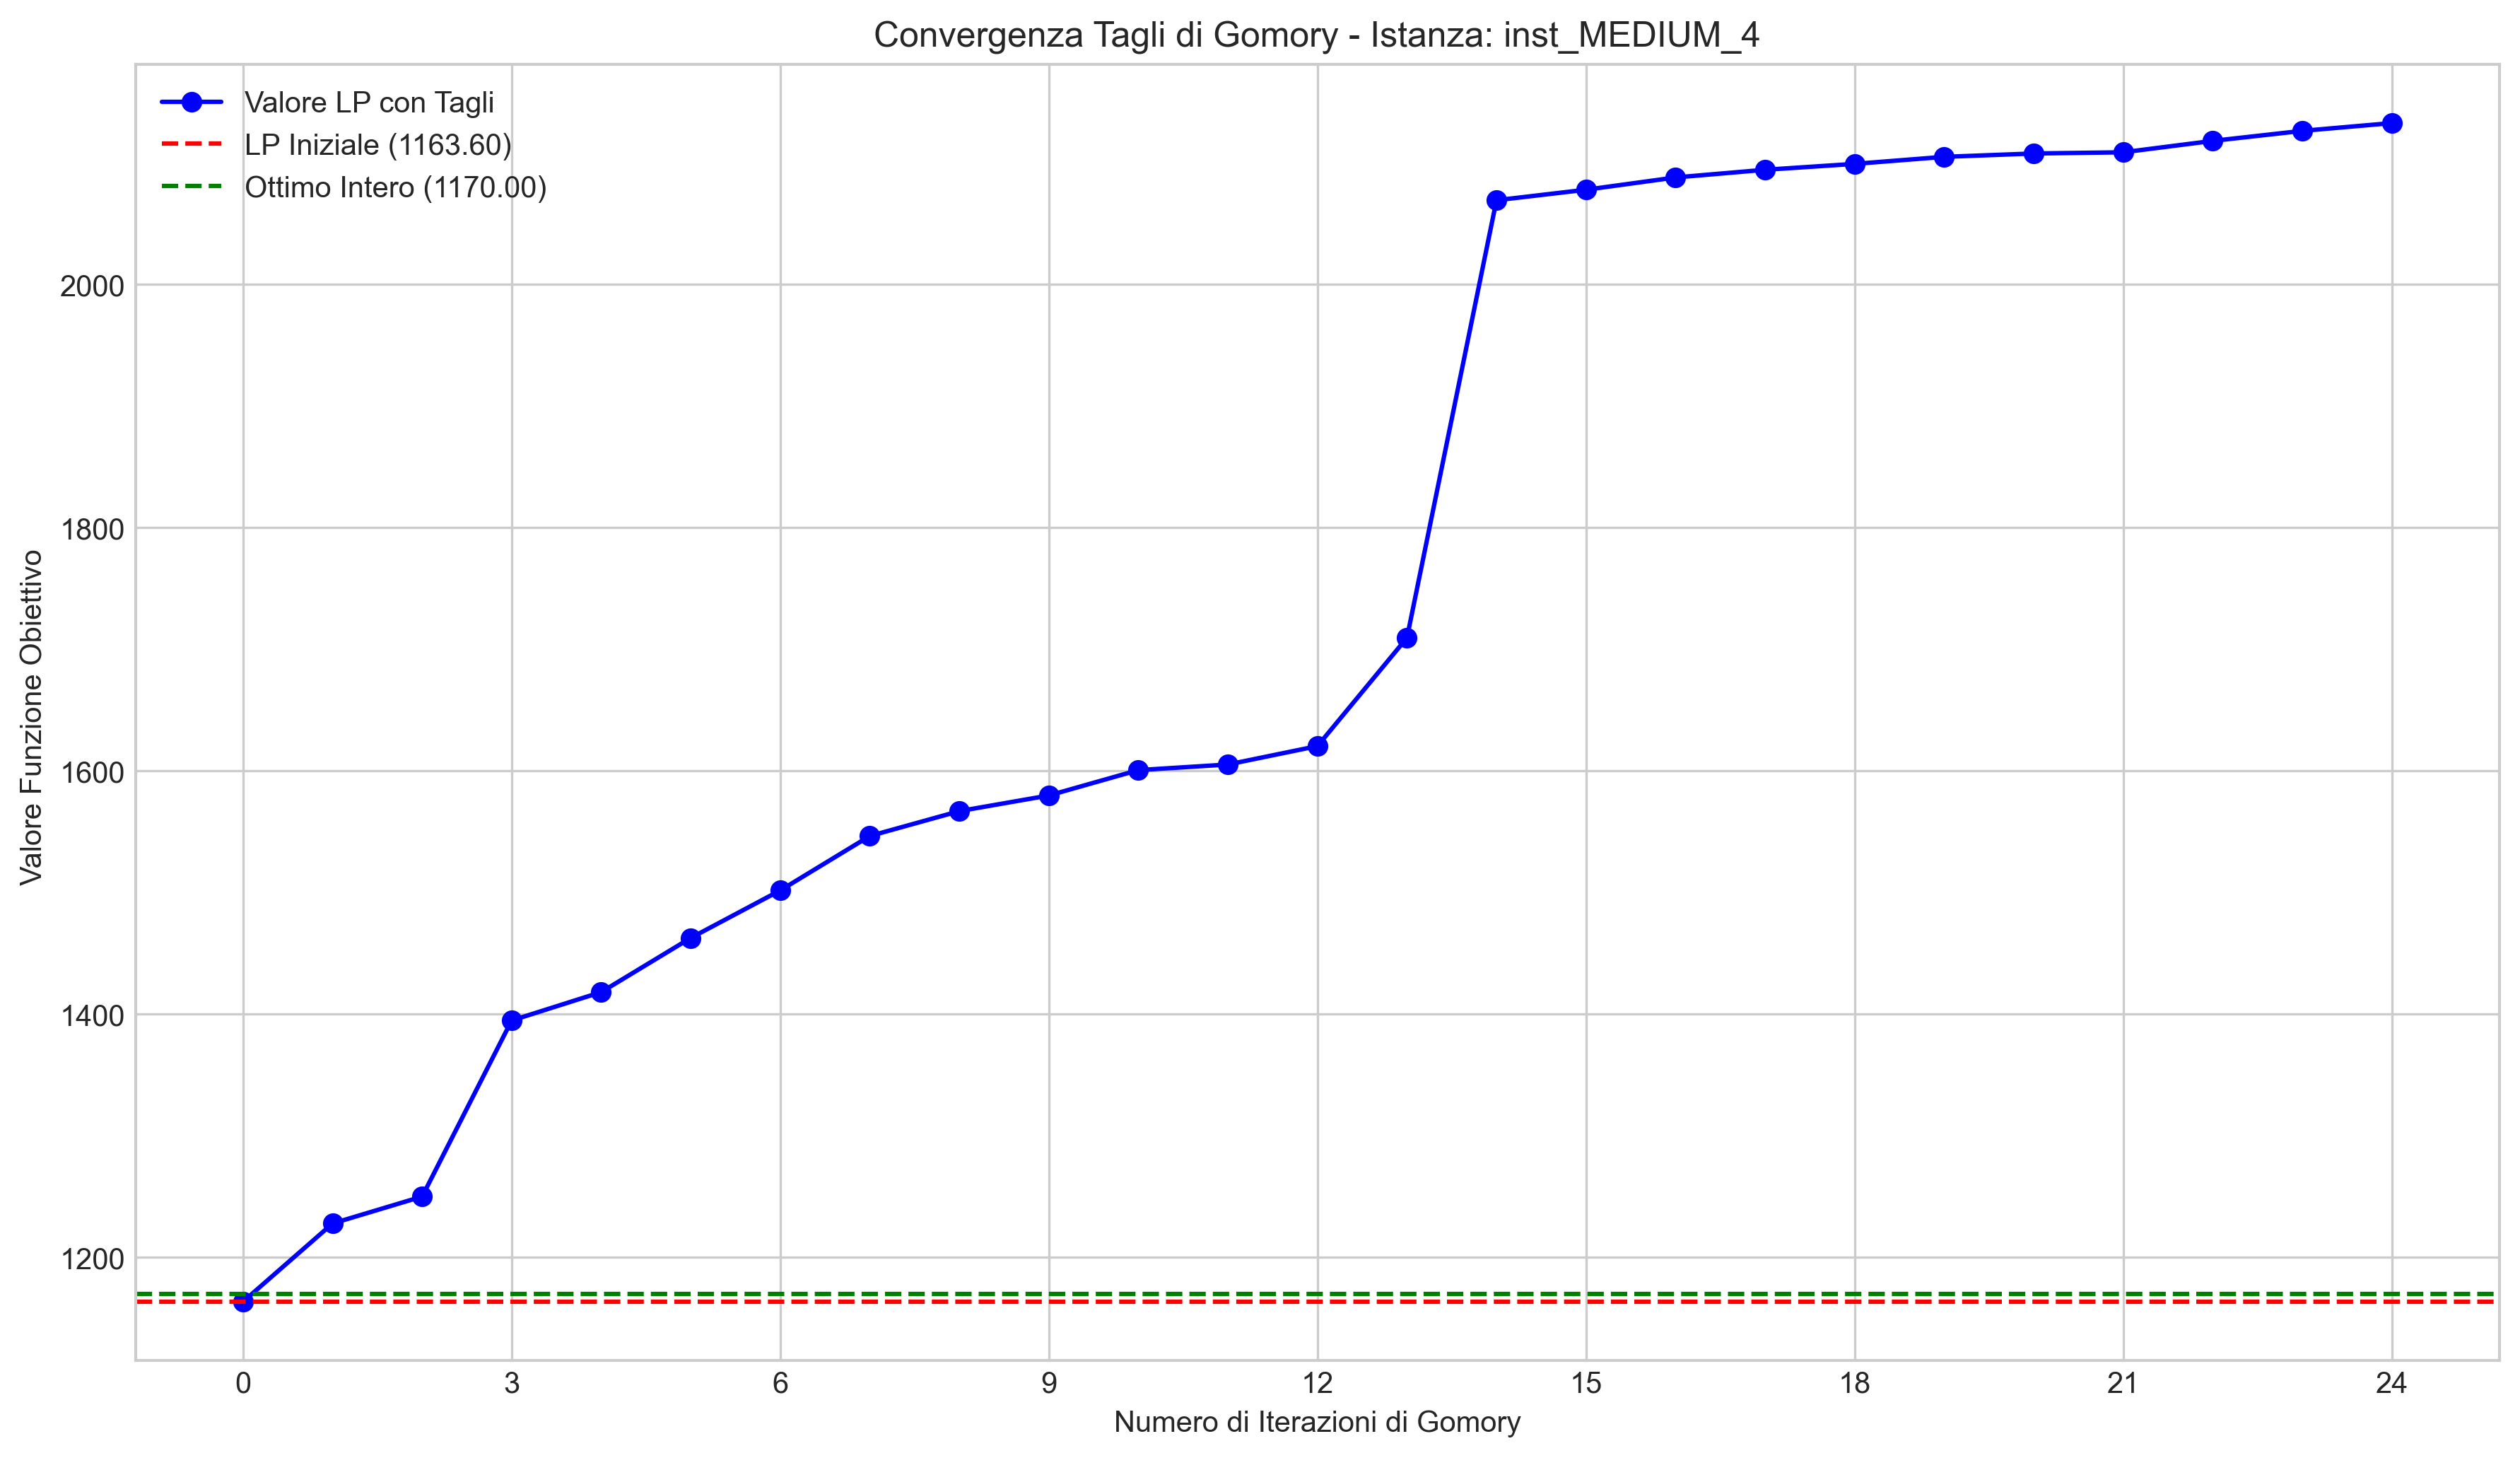 Convergenza Tagli di Gomory - Istanza: inst_MEDIUM_4
Valore LP con Tagli
LP Iniziale (1163.60)
Ottimo Intero (1170.00)
Valore Funzione Obiettivo
2000
1800
1600
1400
1200
0 3 6 9 12 15 18 21 24
Numero di Iterazioni di Gomory